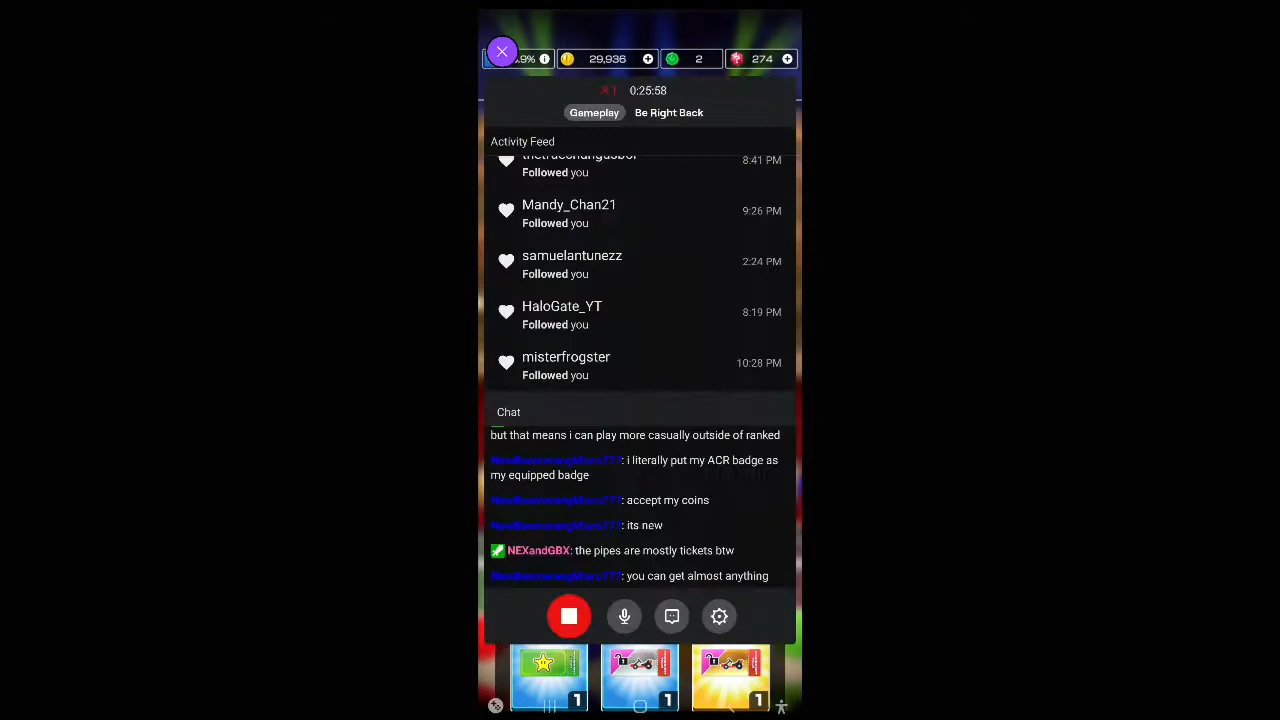 .9%
29,936
2
274
0:25:58
Gameplay
Be Right Back
Activity Feed
8:41 PM
Followed you
Mandy_Chan21
9:26 PM
Followed you
samuelantunezz
2:24 PM
Followed you
HaloGate_YT
8:19 PM
Followed you
misterfrogster
10:28 PM
Followed you
Chat
but that means i can play more casually outside of ranked
: i literally put my ACR badge as
my equipped badge
: accept my coins
: its new
NEXandGBX: the pipes are mostly tickets btw
: you can get almost anything
1
1
1